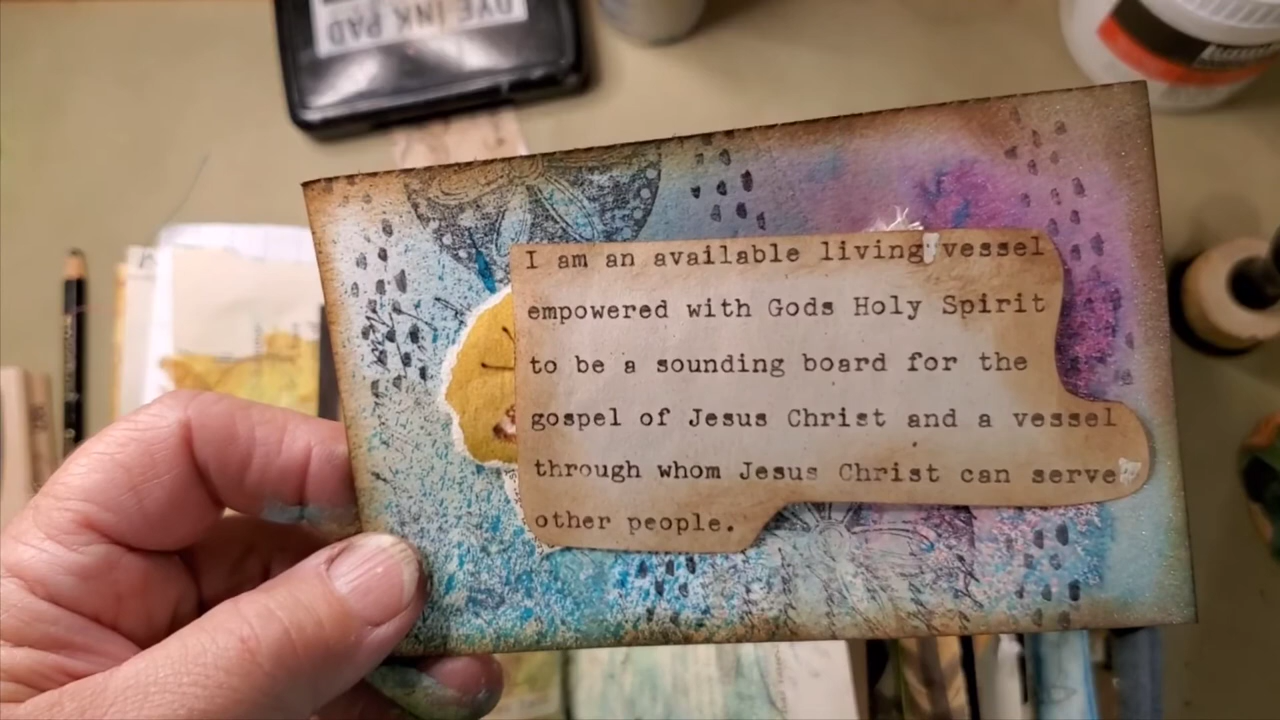 DYE INK PAD
I am an available living vessel
empowered with Gods Holy Spirit
to be a sounding board for the
gospel of Jesus Christ and a vessel
through whom Jesus Christ can serve
other people.